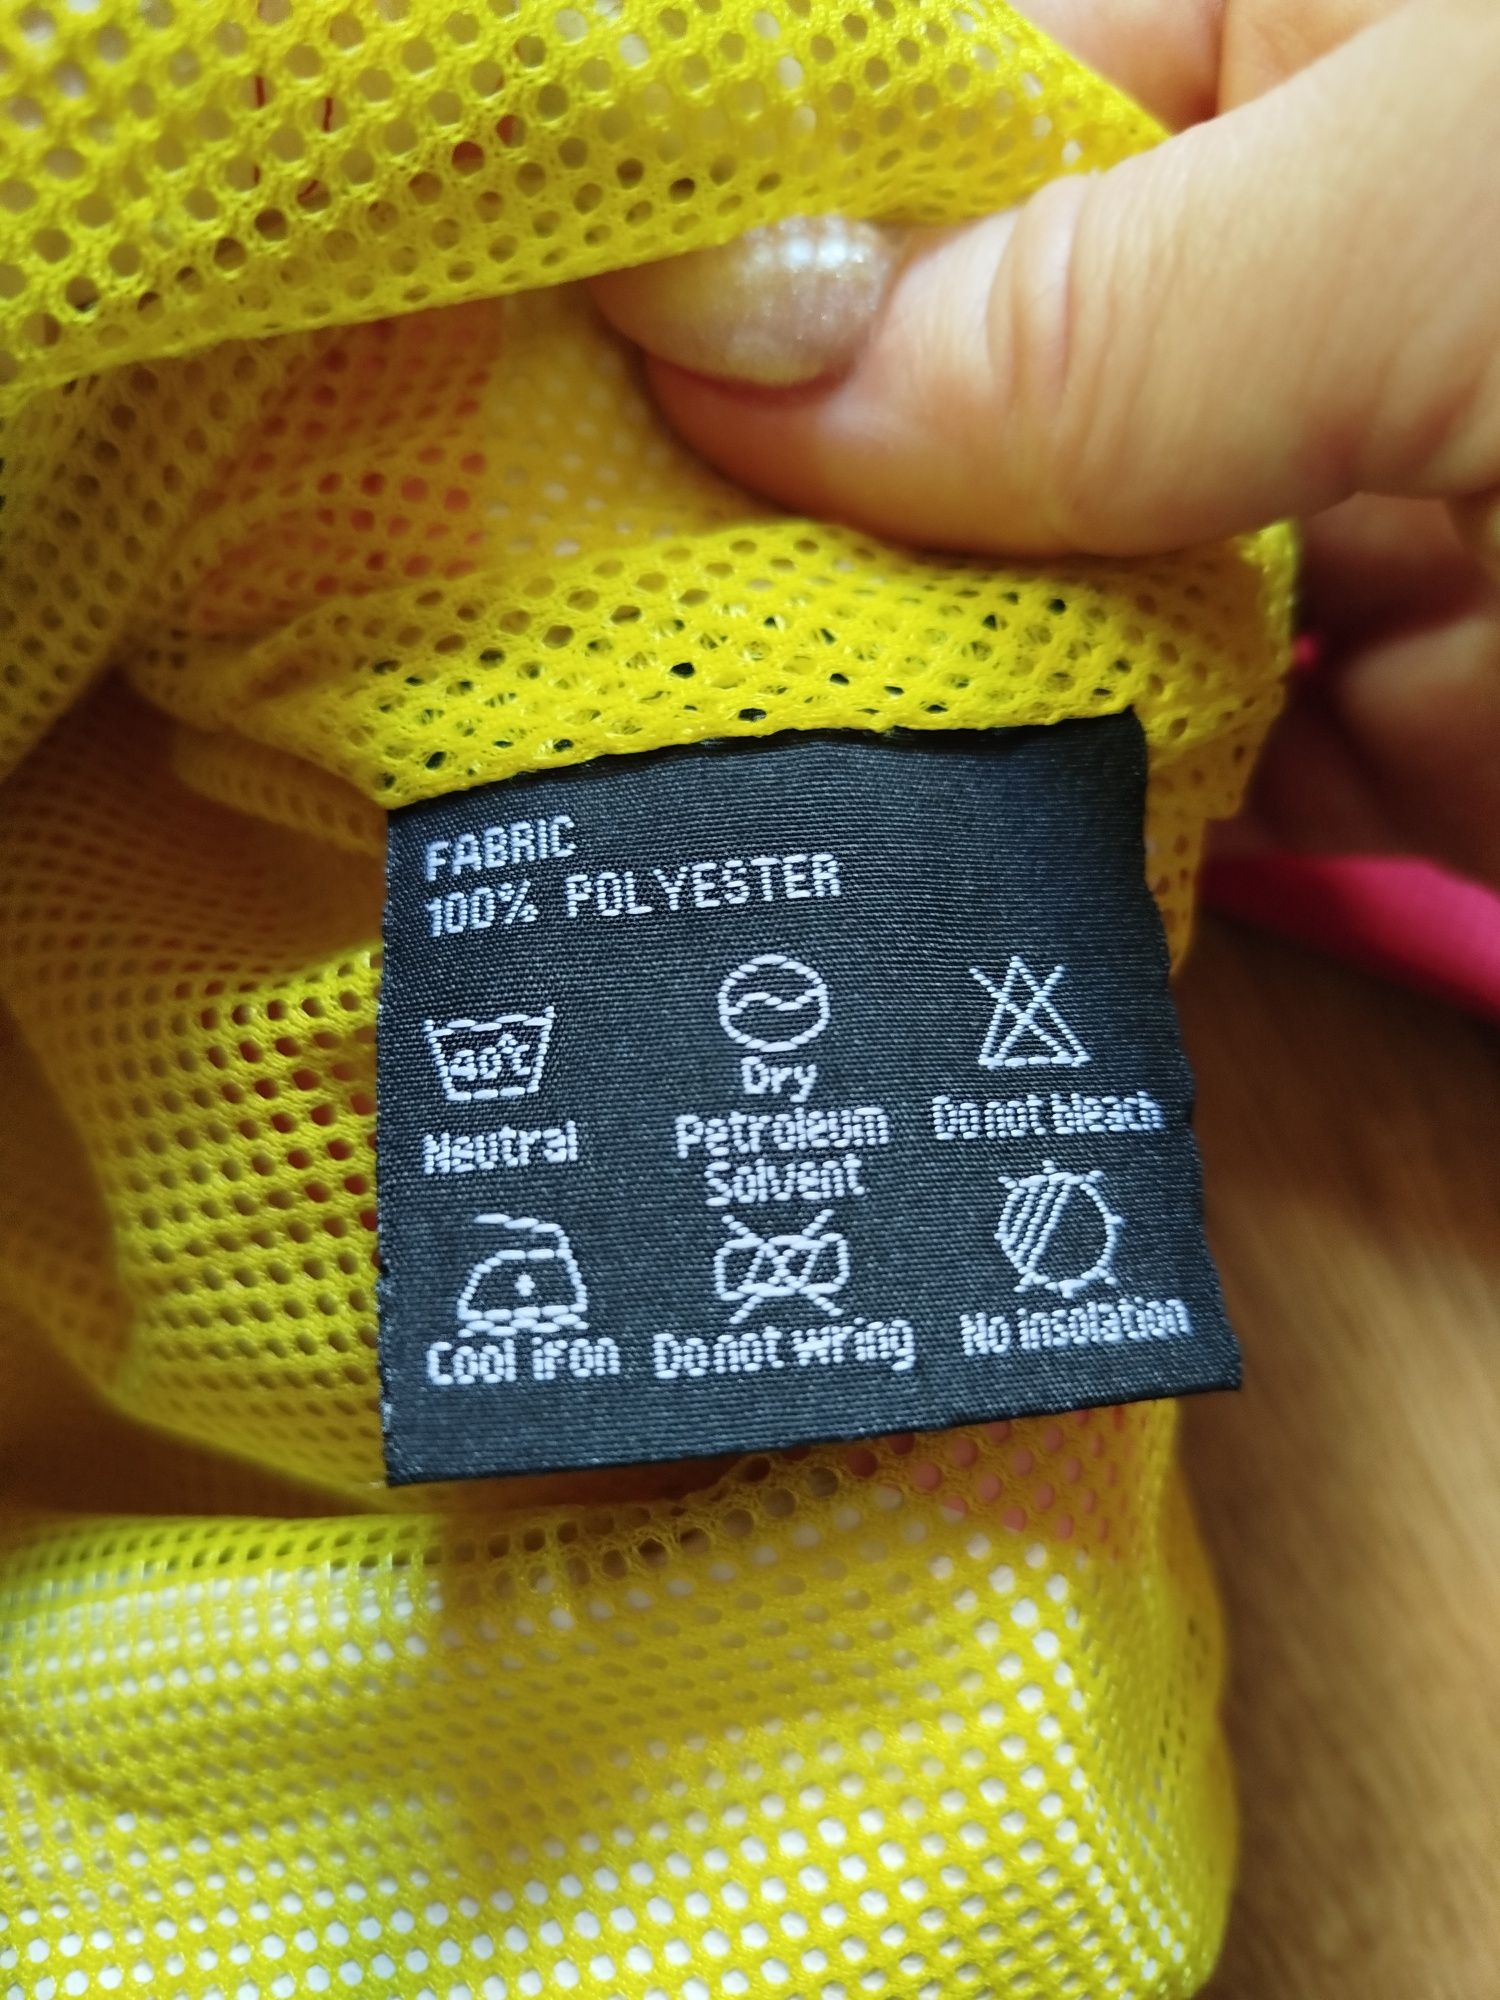 FABRIC
100% POLYESTER
40℃
Neutral
Dry
Petroleum
Solvent
Do not bleach
Cool iron
Do not wring
No insolation